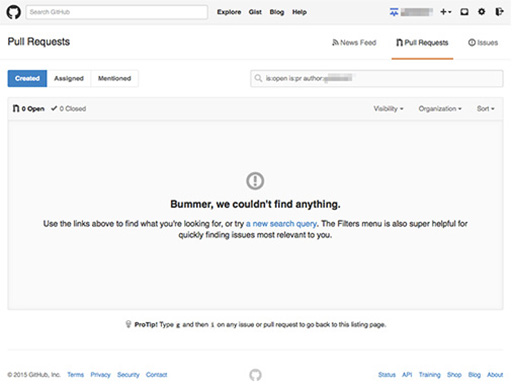 Search GitHub
Explore Gist Blog Help
Pull Requests
News Feed Pull Requests Issues
Created Assigned Mentioned
is:open is:pr author:
0 Open 0 Closed
Visibility Organization Sort
Bummer, we couldn't find anything.
Use the links above to find what you're looking for, or try a new search query. The Filters menu is also super helpful for
quickly finding issues most relevant to you.
ProTip! Type g and then i on any issue or pull request to go back to this listing page.
© 2015 GitHub, Inc. Terms Privacy Security Contact
Status API Training Shop Blog About